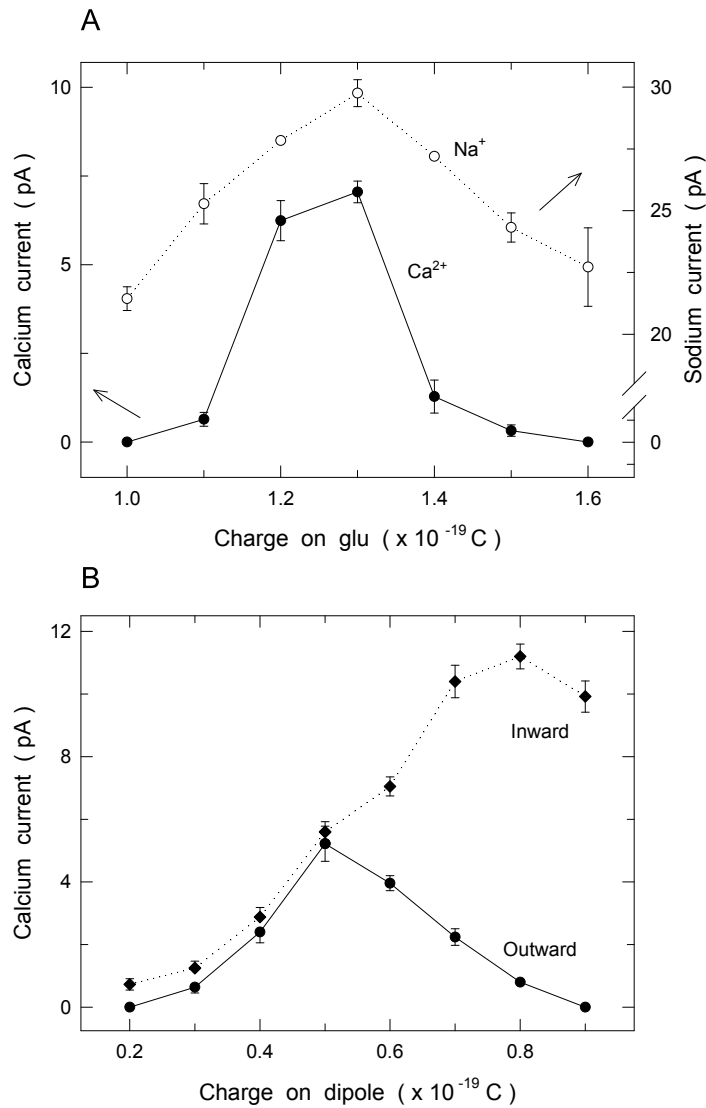 A
10
5
0
Calcium current ( pA )
30
25
20
0
Sodium current ( pA )
Na+
Ca2+
1.0 1.2 1.4 1.6
Charge on glu ( x 10 -19 C )
B
12
8
4
0
Calcium current ( pA )
Inward
Outward
0.2 0.4 0.6 0.8
Charge on dipole ( x 10 -19 C )